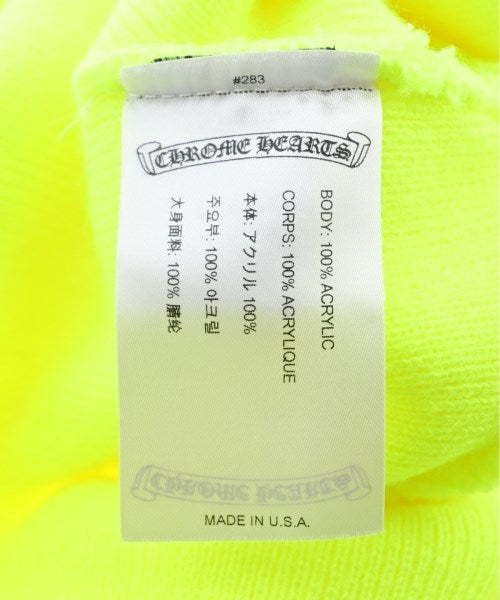 #283
CHROME HEARTS
BODY: 100% ACRYLIC
CORPS: 100% ACRYLIQUE
本体: アクリル 100%
주요부: 100% 아크릴
大身面料: 100% 腈纶
Chrome Hearts
MADE IN U.S.A.